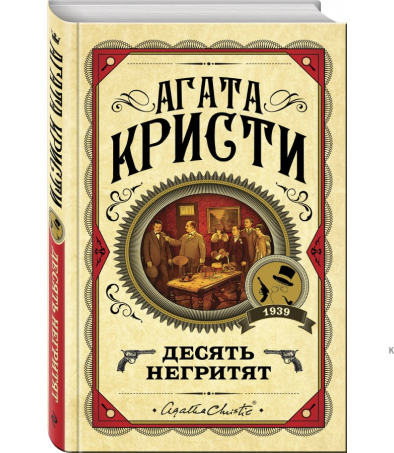 АГАТА
КРИСТИ
1939
ДЕСЯТЬ
НЕГРИТЯТ
Agatha Christie®
АГАТА КРИСТИ
ДЕСЯТЬ НЕГРИТЯТ
К